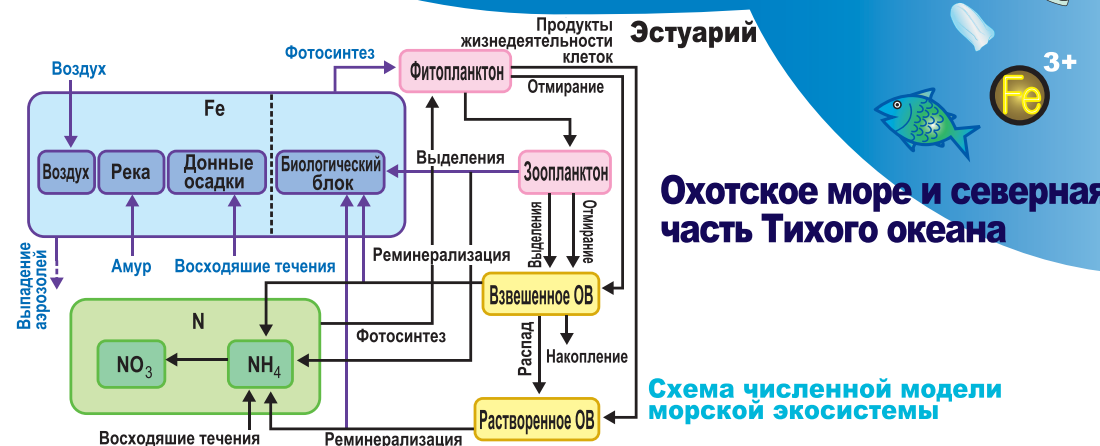 Продукты
жизнедеятельности
клеток
Эстуарий
Фотосинтез
Воздух
Фитопланктон
Отмирание
3+
Fe
Fe
Воздух
Река
Донные
осадки
Биологический
блок
Выделения
Зоопланктон
Охотское море и северная
часть Тихого океана
Выделения
Отмирание
Выпадение
аэрозолей
Амур
Восходяшие течения
Реминерализация
Взвешенное ОВ
N
Фотосинтез
Распад
Накопление
NO3
NH4
Схема численной модели
морской экосистемы
Растворенное ОВ
Восходяшие течения
Реминерализация